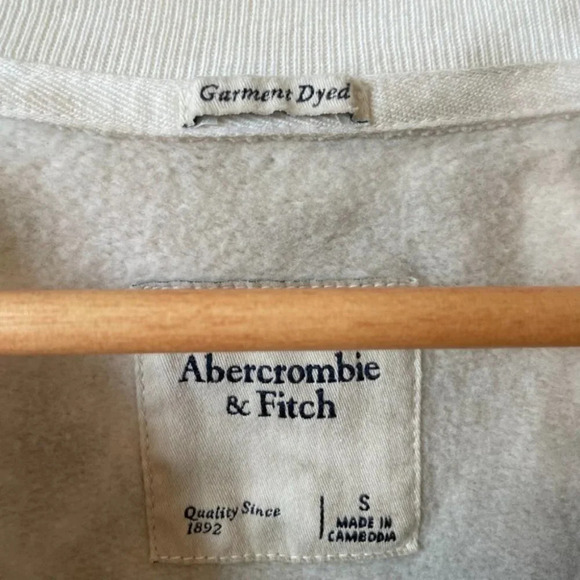 Garment Dyed
Abercrombie
& Fitch
Quality Since
1892
S
MADE IN
CAMBODIA